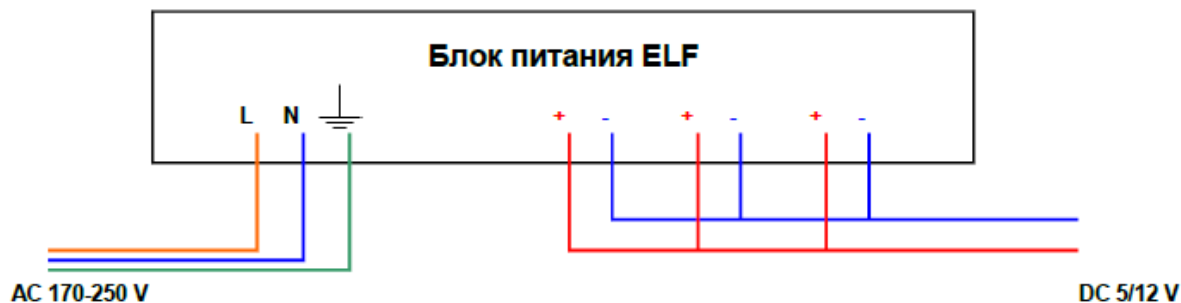 Блок питания ELF
L N + - + - + -
AC 170-250 V DC 5/12 V